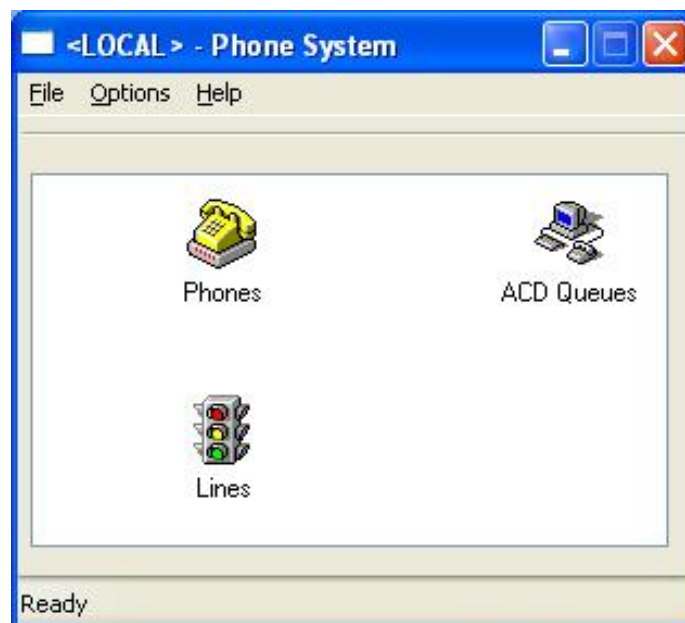 <LOCAL> - Phone System
File Options Help
Phones ACD Queues
Lines
Ready